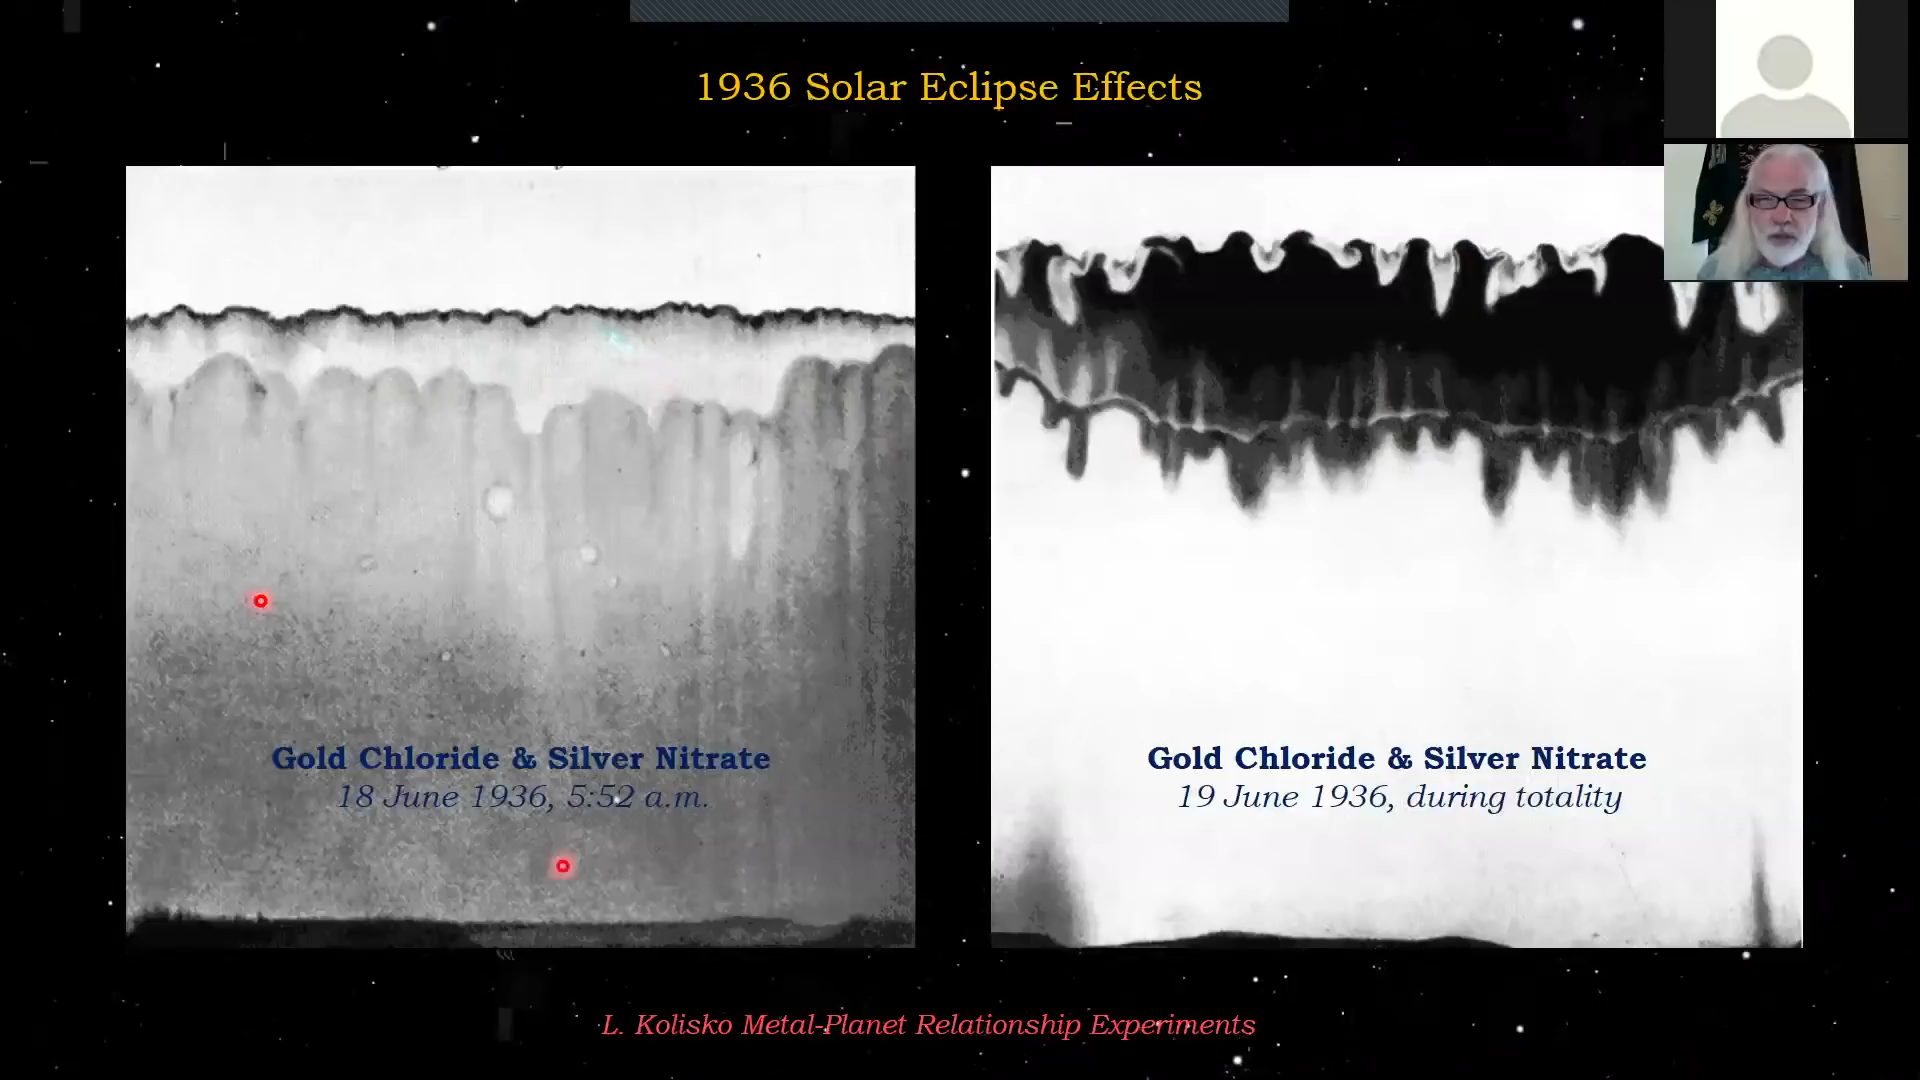 1936 Solar Eclipse Effects
Gold Chloride & Silver Nitrate
18 June 1936, 5:52 a.m.
Gold Chloride & Silver Nitrate
19 June 1936, during totality
L. Kolisko Metal-Planet Relationship Experiments